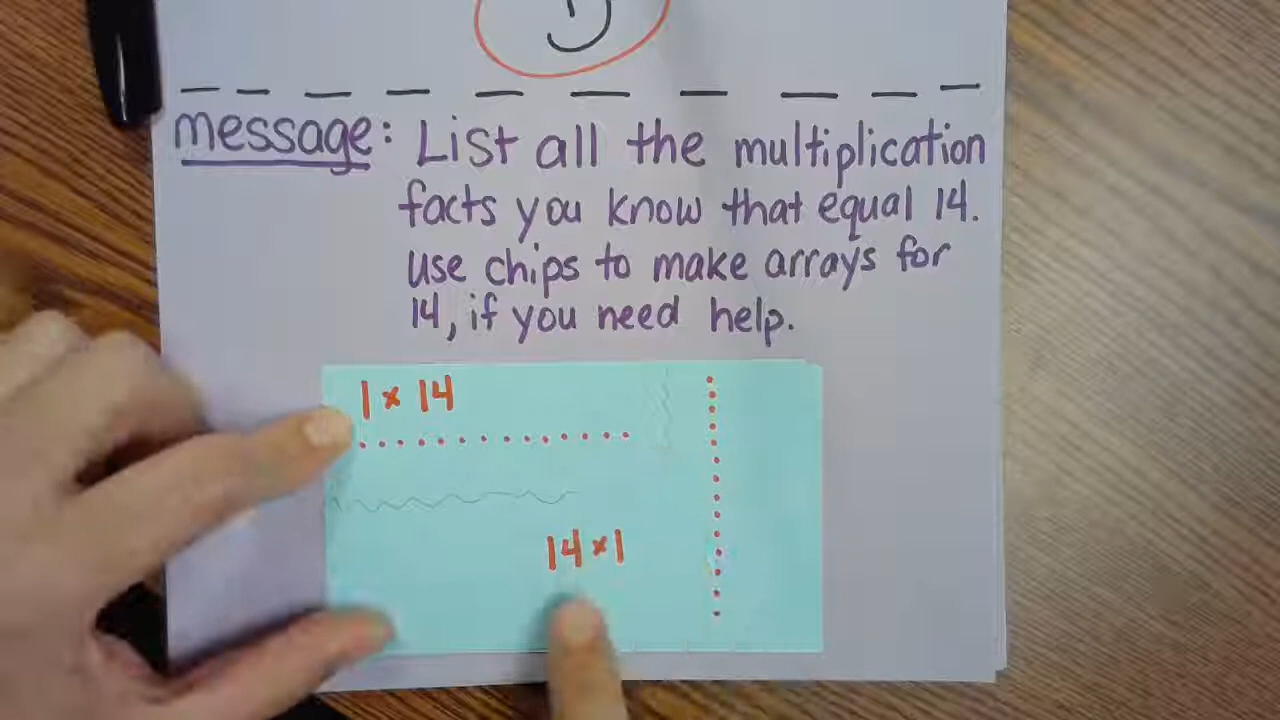 message: List all the multiplication
facts you know that equal 14.
use chips to make arrays for
14, if you need help.
1 x 14
14 x 1